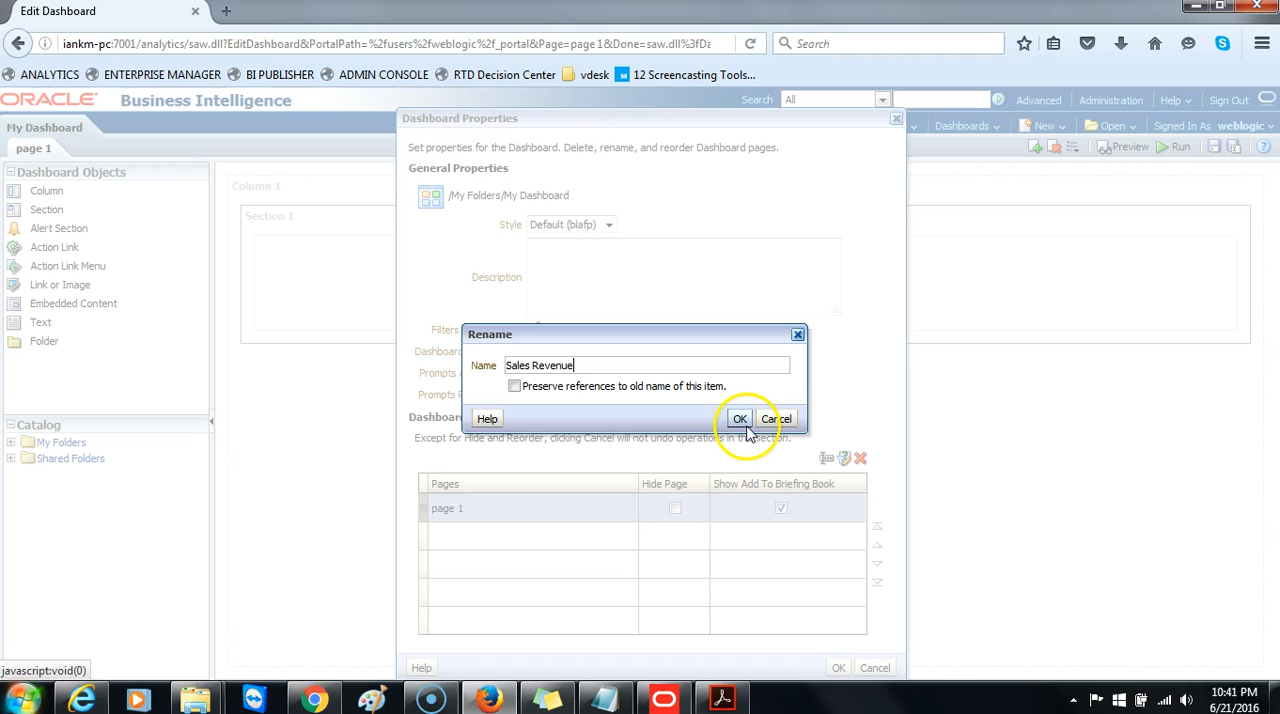 Edit Dashboard
iankm-pc:7001/analytics/saw.dll?EditDashboard&PortalPath=%2fusers%2fweblogic%2f_portal&Page=page1&Done=saw.dll%3fDa
Search
ANALYTICS ENTERPRISE MANAGER BI PUBLISHER ADMIN CONSOLE RTD Decision Center vdesk 12 Screencasting Tools...
ORACLE Business Intelligence
Search All Advanced Administration Help Sign Out
My Dashboard
Dashboards New Open Signed In As weblogic
page 1
Preview Run
Dashboard Objects
Column
Section
Alert Section
Action Link
Action Link Menu
Link or Image
Embedded Content
Text
Folder
Catalog
My Folders
Shared Folders
Column 1
Section 1
Dashboard Properties
Set properties for the Dashboard. Delete, rename, and reorder Dashboard pages.
General Properties
/My Folders/My Dashboard
Style Default (blafp)
Description
Filters
Dashboard
Prompts
Prompts
Rename
Name Sales Revenue
Preserve references to old name of this item.
Help OK Cancel
Dashboard
Except for Hide and Reorder, clicking Cancel will not undo operations in the section.
Pages Hide Page Show Add To Briefing Book
page 1
Help OK Cancel
javascript:void(0)
10:41 PM
6/21/2016